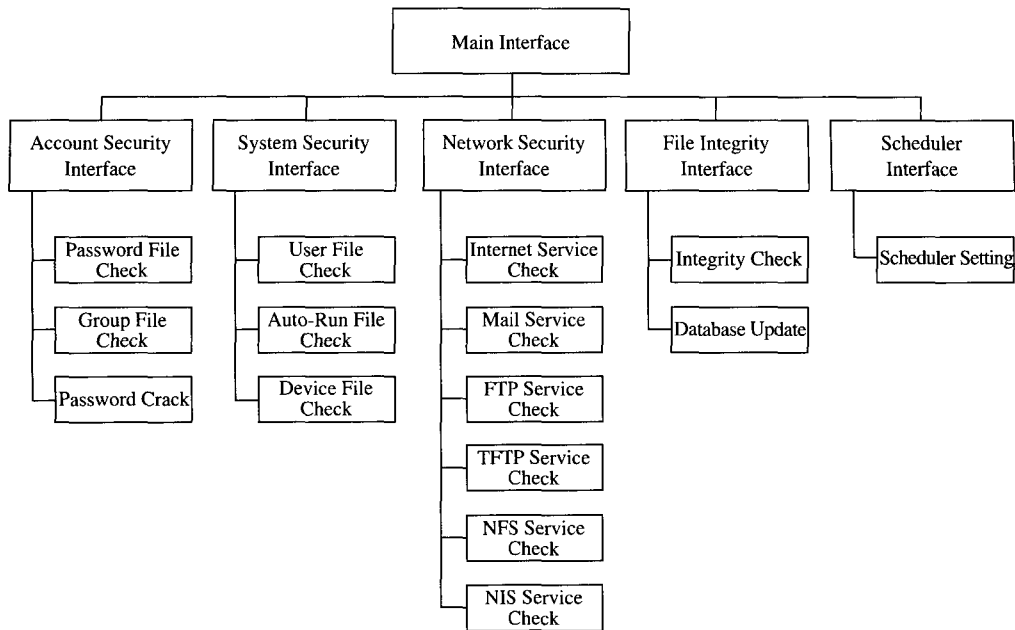 Main Interface
Account Security
Interface
System Security
Interface
Network Security
Interface
File Integrity
Interface
Scheduler
Interface
Password File
Check
Group File
Check
Password Crack
User File
Check
Auto-Run File
Check
Device File
Check
Internet Service
Check
Mail Service
Check
FTP Service
Check
TFTP Service
Check
NFS Service
Check
NIS Service
Check
Integrity Check
Database Update
Scheduler Setting